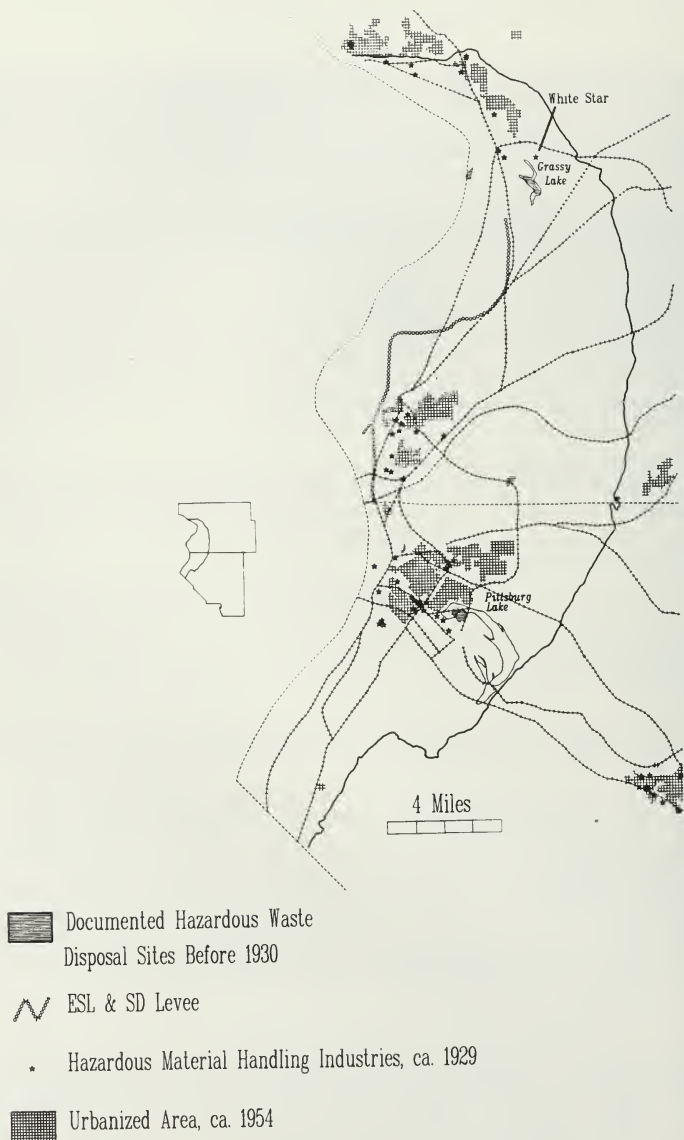 White Star
Grassy
Lake
Pittsburg
Lake
4 Miles
Documented Hazardous Waste
Disposal Sites Before 1930
ESL & SD Levee
Hazardous Material Handling Industries, ca. 1929
Urbanized Area, ca. 1954